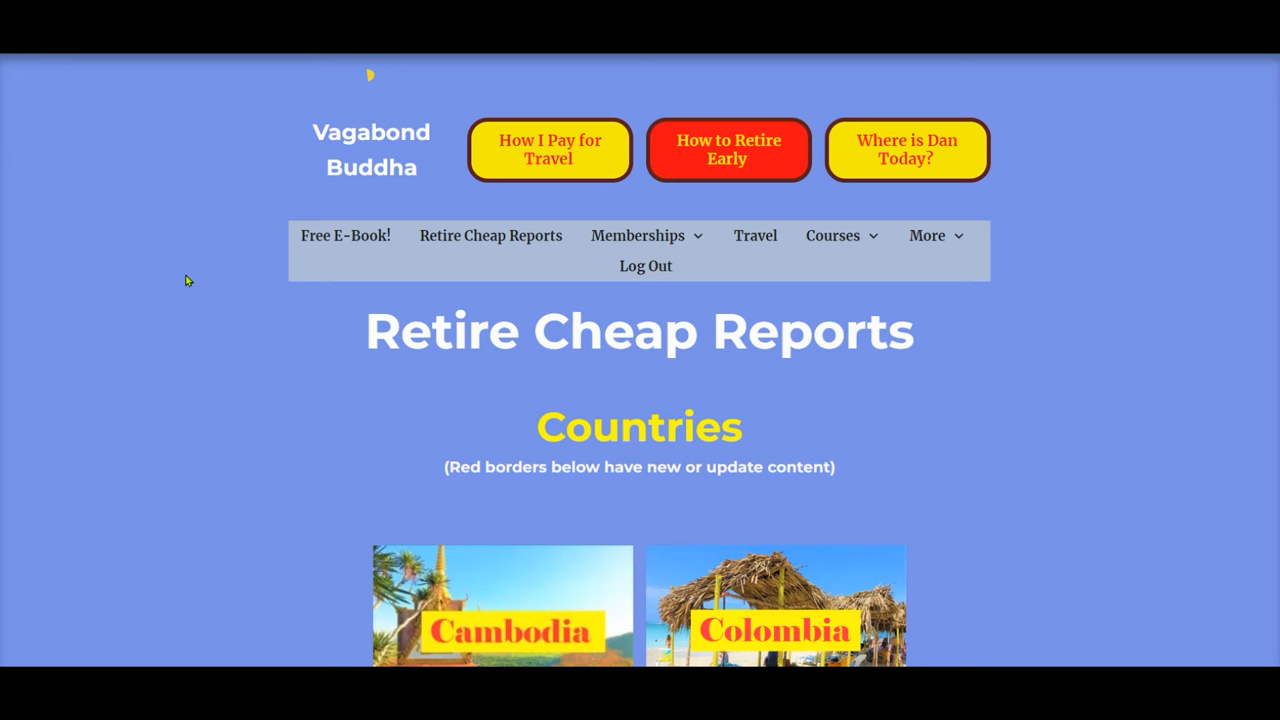 Vagabond
Buddha
How I Pay for
Travel
How to Retire
Early
Where is Dan
Today?
Free E-Book!
Retire Cheap Reports
Memberships
Travel
Courses
More
Log Out
Retire Cheap Reports
Countries
(Red borders below have new or update content)
Cambodia
Colombia